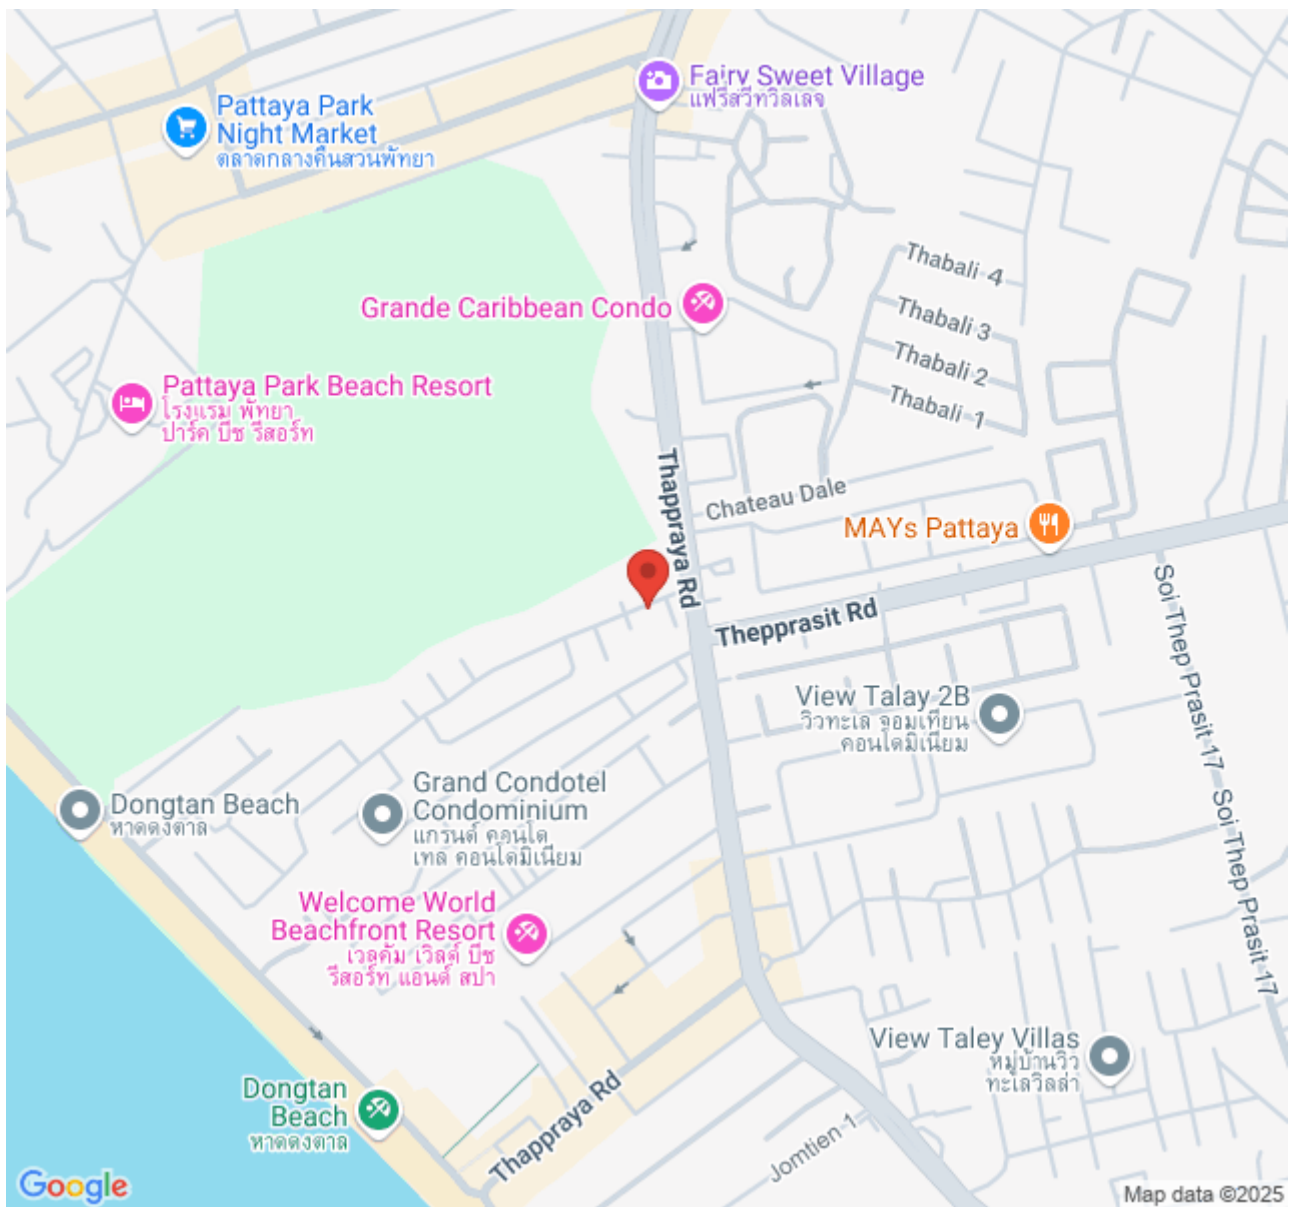 Fairy Sweet Village
แฟรีสวีทวิลเลจ
Pattaya Park
Night Market
ตลาดกลางคืนสวนพัทยา
Thabali 4
Grande Caribbean Condo
Thabali 3
Thabali 2
Pattaya Park Beach Resort
โรงแรม พัทยา
ปาร์ค บีช รีสอร์ท
Thabali 1
Thappraya Rd
Chateau Dale
MAYs Pattaya
Thepprasit Rd
Soi Thep Prasit 17
Soi Thep Prasit 17
View Talay 2B
วิวทะเล จอมเทียน
คอนโดมิเนียม
Grand Condotel
Condominium
แกรนด์ คอนโด
เทล คอนโดมิเนียม
Dongtan Beach
หาดดงตาล
Welcome World
Beachfront Resort
เวลคัม เวิลด์ บีช
รีสอร์ท แอนด์ สปา
View Taley Villas
หมู่บ้านวิว
ทะเลวิลล่า
Dongtan
Beach
หาดดงตาล
Thappraya Rd
Jomtien 1
Google
Map data ©2025